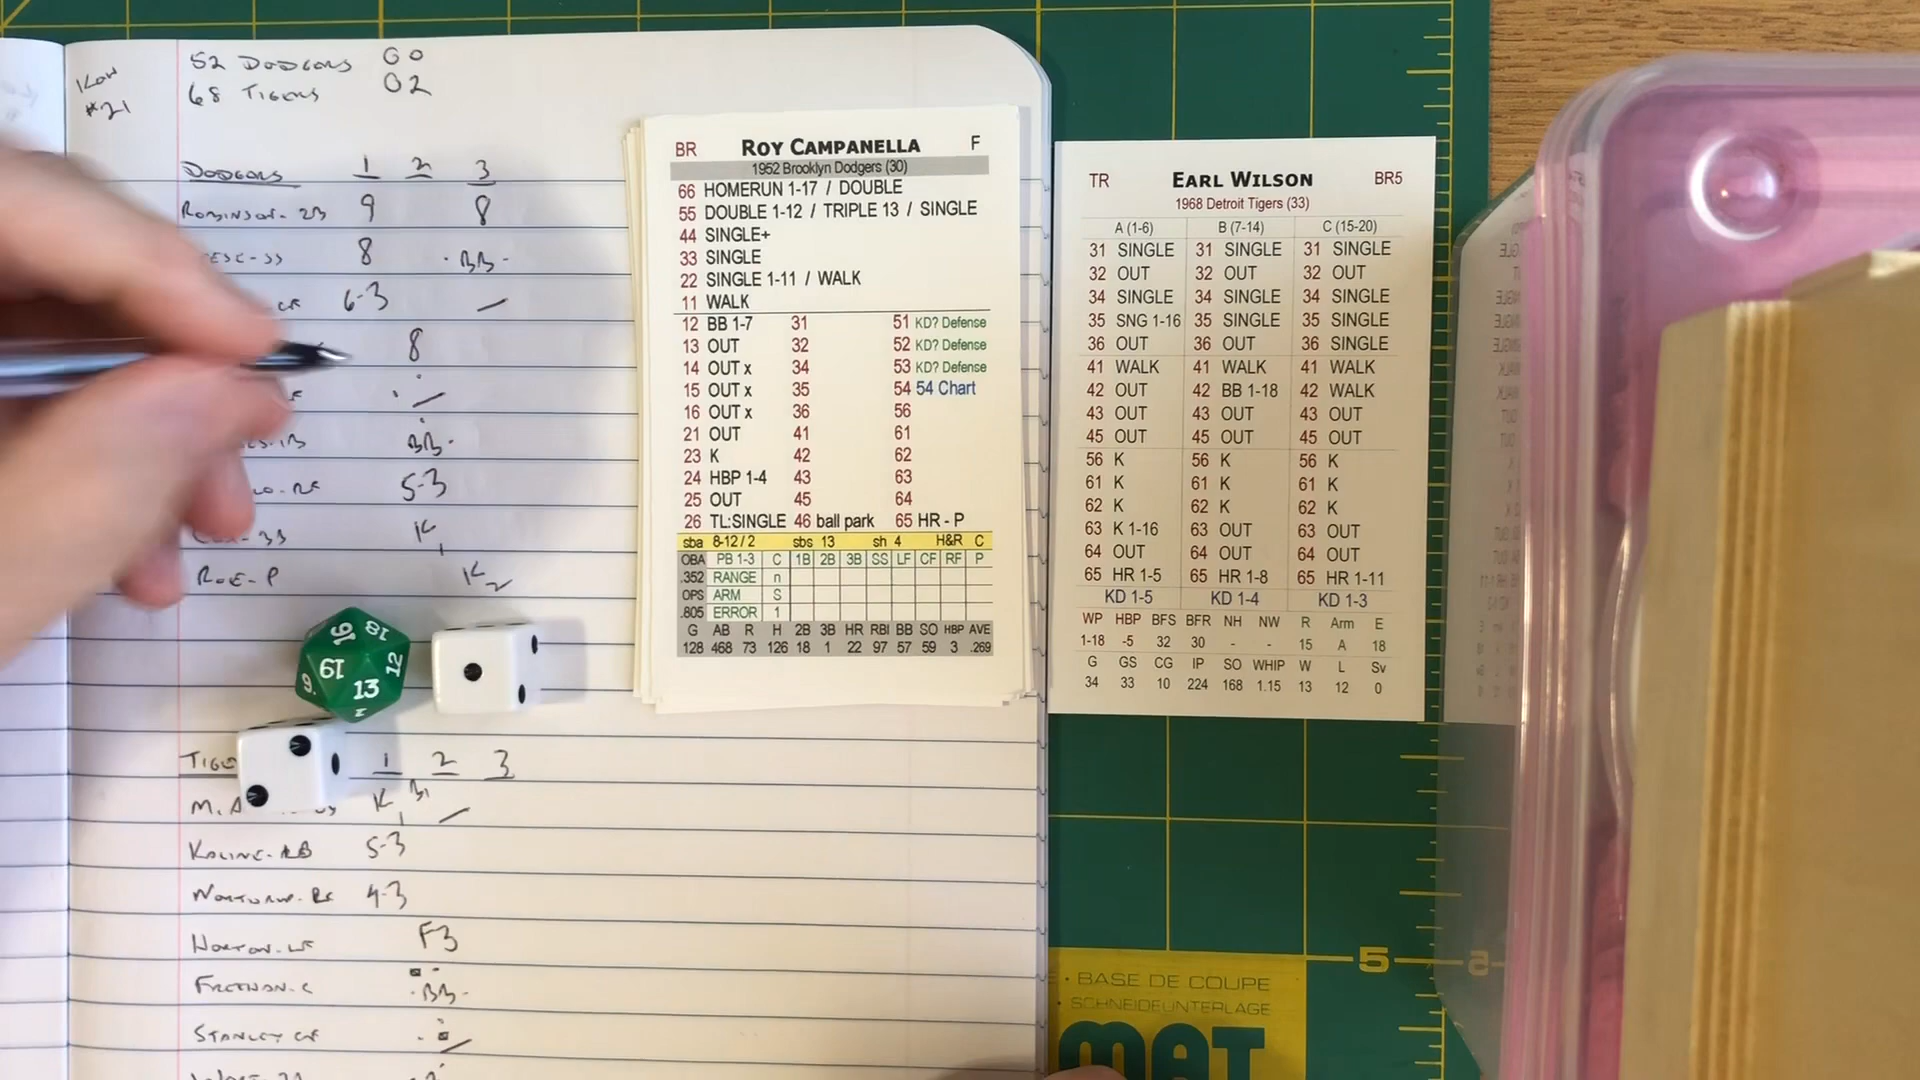 52 DODGERS 00
68 TIGERS 02
#21
DODGERS 1 2 3
ROBINSON-2B 9 8
8 BB
CF 6-3
8
BB
5-3
K
ROE-P K2
1 2 3
M.A K
KALINE 5-3
4-3
HORTON-LF F3
FREEHAN-C BB
STANLEY CF
BR ROY CAMPANELLA F
1952 Brooklyn Dodgers (30)
66 HOMERUN 1-17 / DOUBLE
55 DOUBLE 1-12 / TRIPLE 13 / SINGLE
44 SINGLE+
33 SINGLE
22 SINGLE 1-11 / WALK
11 WALK
12 BB 1-7 31 51 KD? Defense
13 OUT 32 52 KD? Defense
14 OUT x 34 53 KD? Defense
15 OUT x 35 54 54 Chart
16 OUT x 36 56
21 OUT 41 61
23 K 42 62
24 HBP 1-4 43 63
25 OUT 45 64
26 TL:SINGLE 46 ball park 65 HR - P
sba 8-12 / 2 sbs 13 sh 4 H&R C
OBA PB 1-3 C 1B 2B 3B SS LF CF RF P
.352 RANGE n
OPS ARM S
.805 ERROR 1
G AB R H 2B 3B HR RBI BB SO HBP AVE
128 468 73 126 18 1 22 97 57 59 3 .269
TR EARL WILSON BR5
1968 Detroit Tigers (33)
A (1-6) B (7-14) C (15-20)
31 SINGLE 31 SINGLE 31 SINGLE
32 OUT 32 OUT 32 OUT
34 SINGLE 34 SINGLE 34 SINGLE
35 SNG 1-16 35 SINGLE 35 SINGLE
36 OUT 36 OUT 36 SINGLE
41 WALK 41 WALK 41 WALK
42 OUT 42 BB 1-18 42 WALK
43 OUT 43 OUT 43 OUT
45 OUT 45 OUT 45 OUT
56 K 56 K 56 K
61 K 61 K 61 K
62 K 62 K 62 K
63 K 1-16 63 OUT 63 OUT
64 OUT 64 OUT 64 OUT
65 HR 1-5 65 HR 1-8 65 HR 1-11
KD 1-5 KD 1-4 KD 1-3
WP HBP BFS BFR NH NW R Arm E
1-18 -5 32 30 - - 15 A 18
G GS CG IP SO WHIP W L Sv
34 33 10 224 168 1.15 13 12 0
16 18 19 12 9. 13
5
BASE DE COUPE
SCHNEIDEUNTERLAGE
MAT